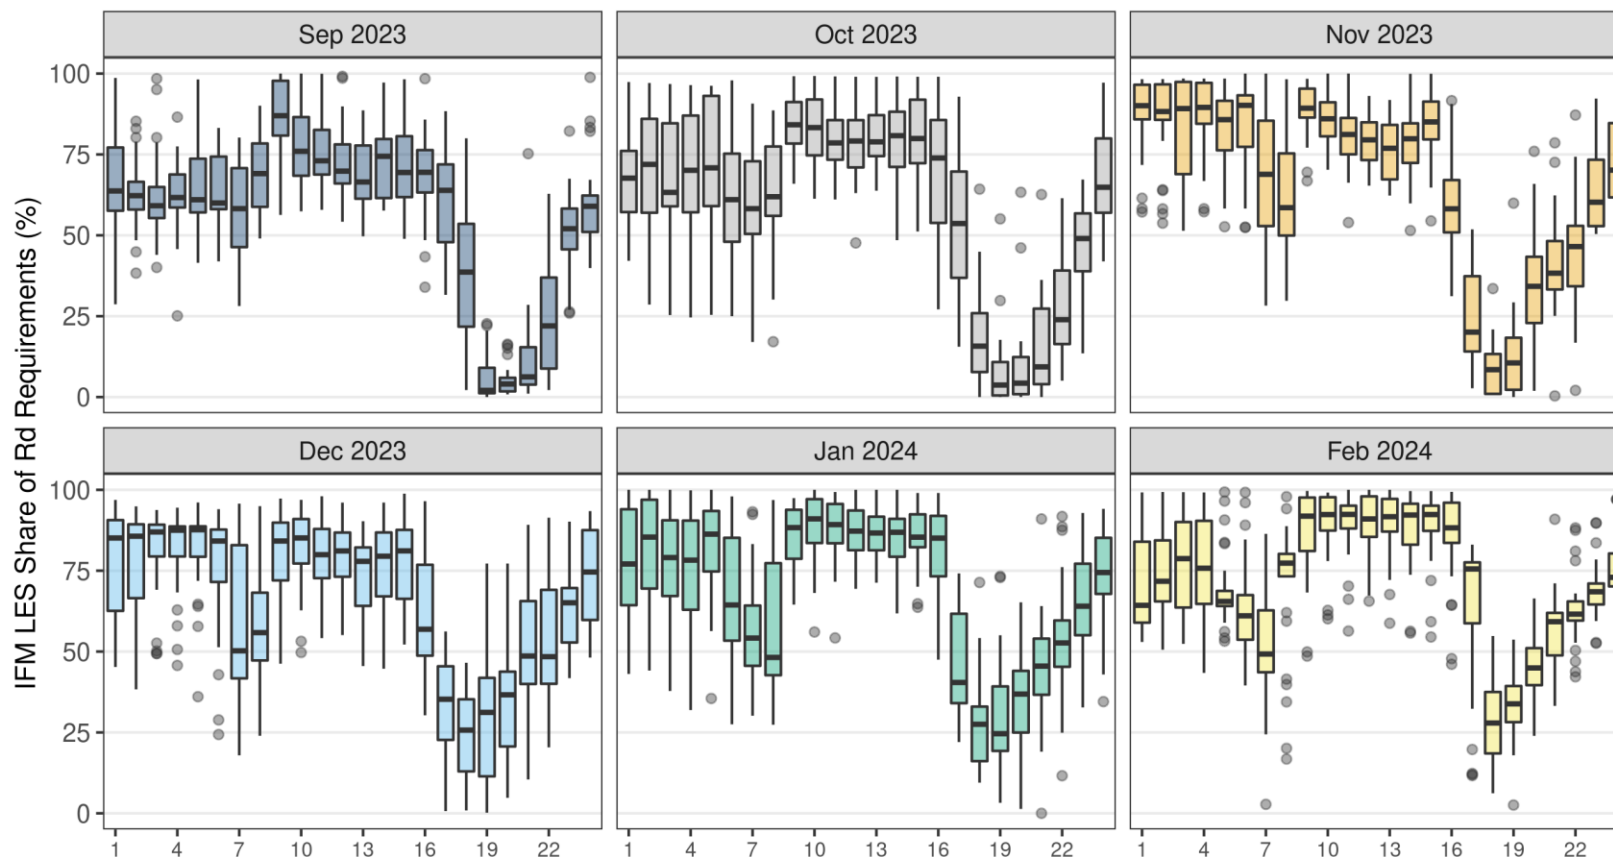 Sep 2023 Oct 2023 Nov 2023
100
75
50
25
0
IFM LES Share of Rd Requirements (%)
Dec 2023 Jan 2024 Feb 2024
100
75
50
25
0
1 4 7 10 13 16 19 22 1 4 7 10 13 16 19 22 1 4 7 10 13 16 19 22